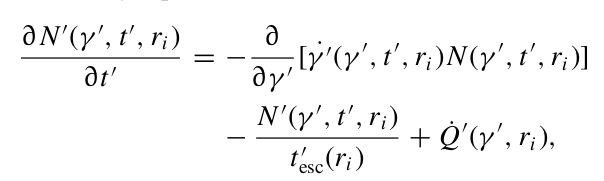 ∂N′(γ′, t′, r_i)/∂t′ = − ∂/∂γ′ [γ̇′(γ′, t′, r_i)N(γ′, t′, r_i)]
− N′(γ′, t′, r_i)/t′_esc(r_i) + Q̇′(γ′, r_i),